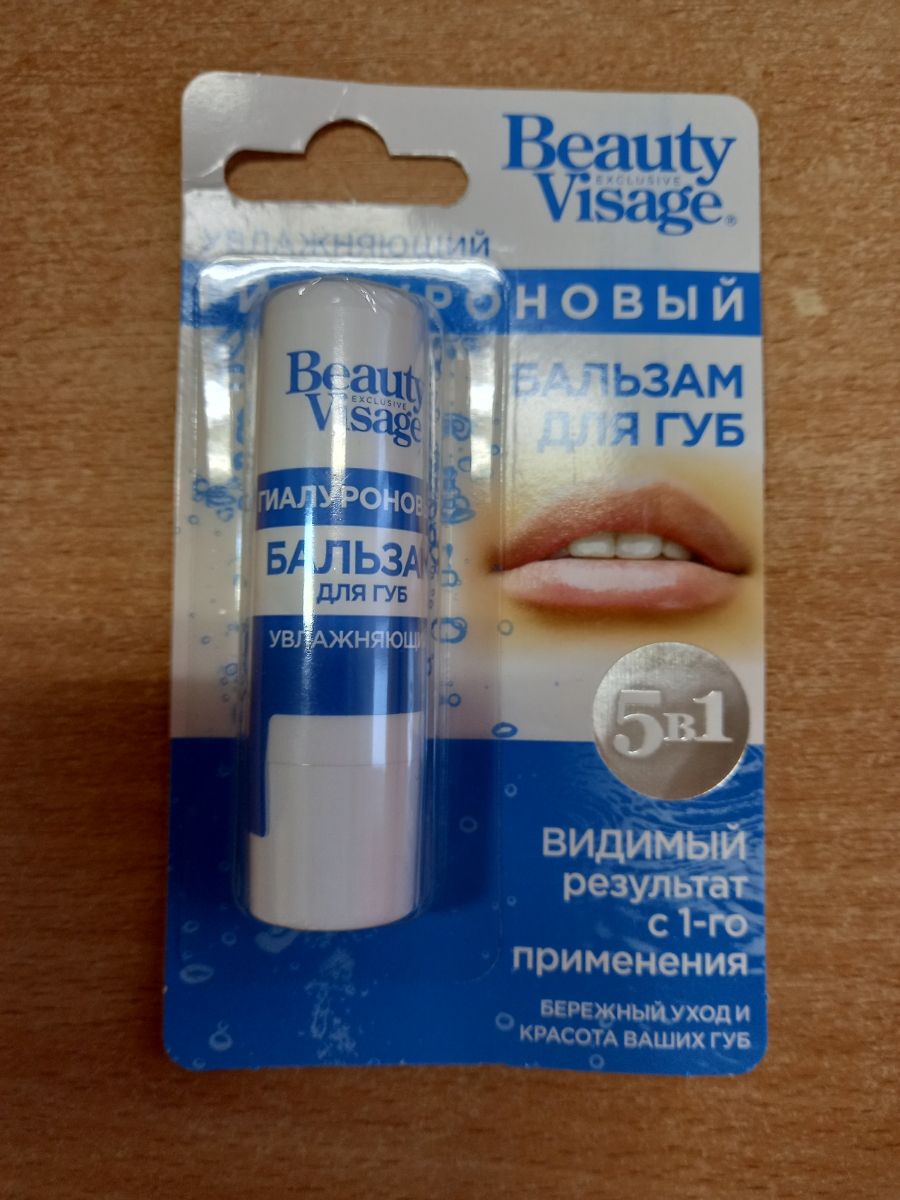 Beauty
EXCLUSIVE
Visage®
УВЛАЖНЯЮЩИЙ
РОНОВЫЙ
БАЛЬЗАМ
ДЛЯ ГУБ
Beauty
EXCLUSIVE
Visage
ГИАЛУРОНОВ
БАЛЬЗАМ
ДЛЯ ГУБ
УВЛАЖНЯЮЩИ
5в1
ВИДИМЫЙ
результат
с 1-го
применения
БЕРЕЖНЫЙ УХОД И
КРАСОТА ВАШИХ ГУБ